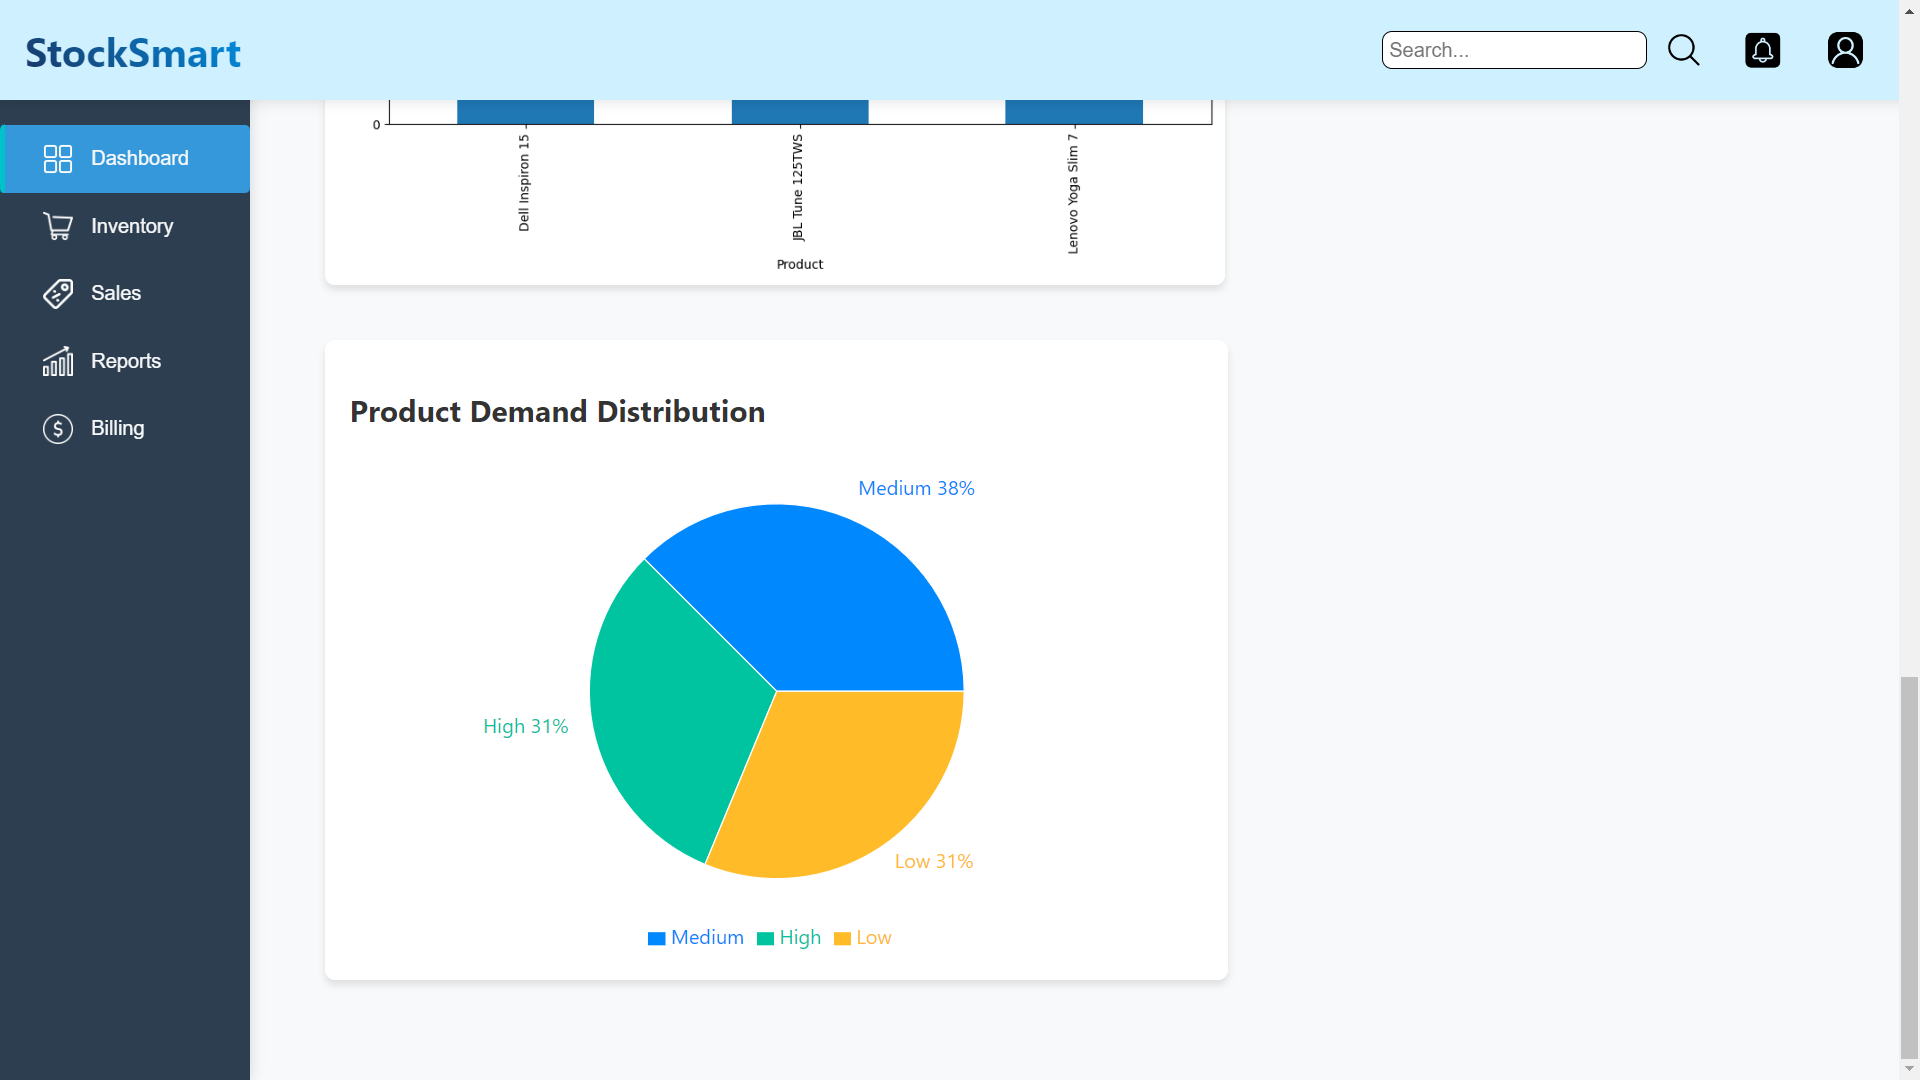 StockSmart
Search...
Dashboard
Inventory
Sales
Reports
Billing
0
Dell Inspiron 15
JBL Tune 125TWS
Lenovo Yoga Slim 7
Product
Product Demand Distribution
Medium 38%
High 31%
Low 31%
Medium High Low